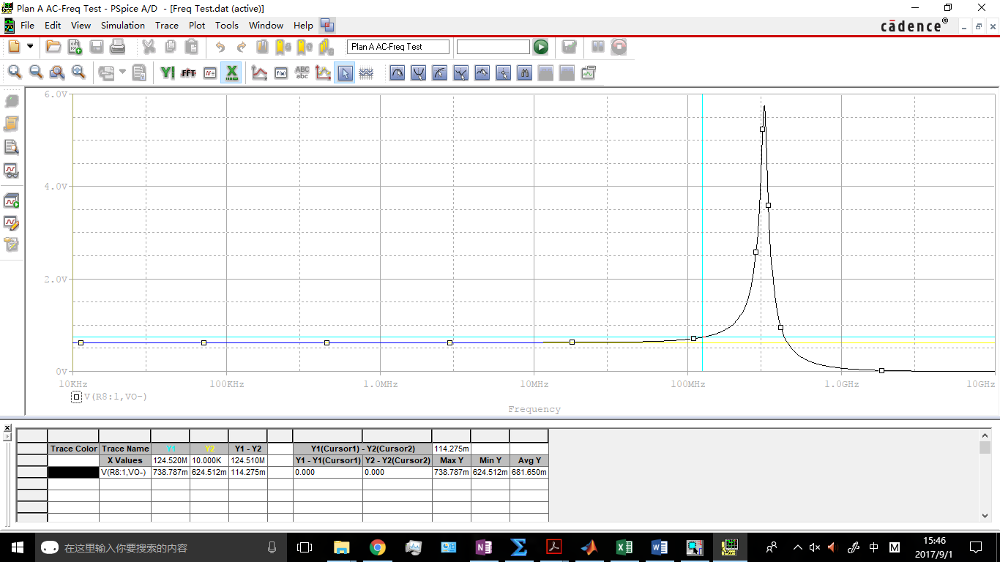 Plan A AC-Freq Test - PSpice A/D - [Freq Test.dat (active)]
File Edit View Simulation Trace Plot Tools Window Help
cādence®
Plan A AC-Freq Test
FFT
ABC
abc
6.0V
4.0V
2.0V
0V
10KHz 100KHz 1.0MHz 10MHz 100MHz 1.0GHz 10GHz
V(R8:1,VO-)
Frequency
Trace Color Trace Name Y1 Y2 Y1 - Y2 Y1(Cursor1) - Y2(Cursor2) 114.275m
X Values 124.520M 10.000K 124.510M Y1 - Y1(Cursor1) Y2 - Y2(Cursor2) Max Y Min Y Avg Y
V(R8:1,VO-) 738.787m 624.512m 114.275m 0.000 0.000 738.787m 624.512m 681.650m
在这里输入你要搜索的内容
中 M
15:46
2017/9/1